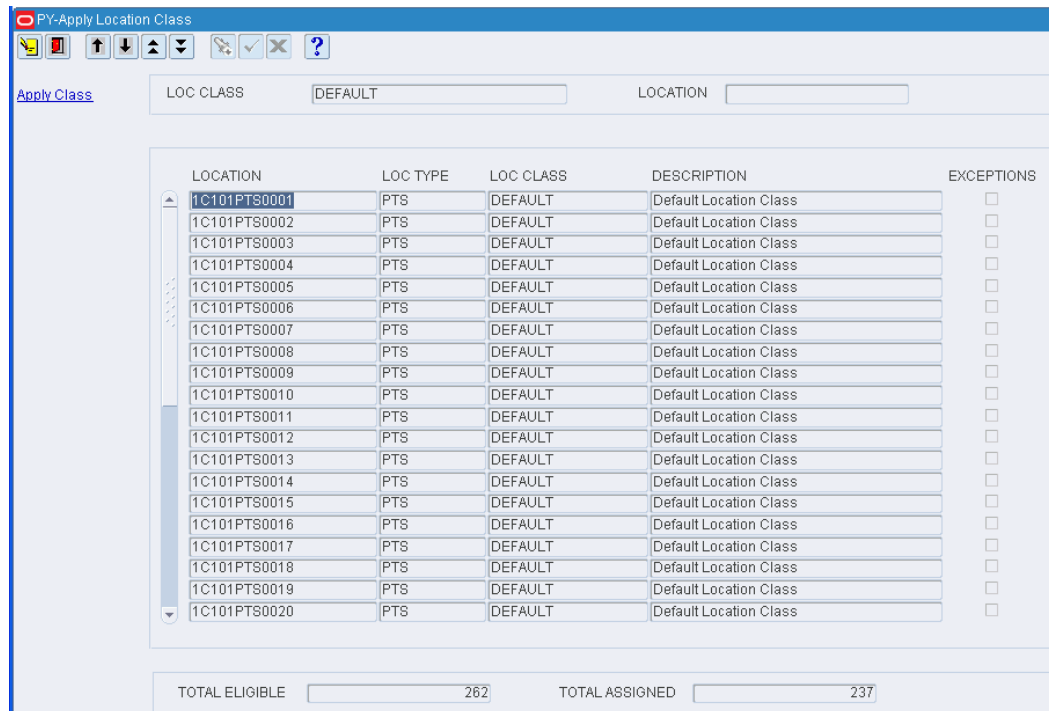 PY-Apply Location Class
Apply Class
LOC CLASS DEFAULT LOCATION
LOCATION LOC TYPE LOC CLASS DESCRIPTION EXCEPTIONS
1C101PTS0001 PTS DEFAULT Default Location Class
1C101PTS0002 PTS DEFAULT Default Location Class
1C101PTS0003 PTS DEFAULT Default Location Class
1C101PTS0004 PTS DEFAULT Default Location Class
1C101PTS0005 PTS DEFAULT Default Location Class
1C101PTS0006 PTS DEFAULT Default Location Class
1C101PTS0007 PTS DEFAULT Default Location Class
1C101PTS0008 PTS DEFAULT Default Location Class
1C101PTS0009 PTS DEFAULT Default Location Class
1C101PTS0010 PTS DEFAULT Default Location Class
1C101PTS0011 PTS DEFAULT Default Location Class
1C101PTS0012 PTS DEFAULT Default Location Class
1C101PTS0013 PTS DEFAULT Default Location Class
1C101PTS0014 PTS DEFAULT Default Location Class
1C101PTS0015 PTS DEFAULT Default Location Class
1C101PTS0016 PTS DEFAULT Default Location Class
1C101PTS0017 PTS DEFAULT Default Location Class
1C101PTS0018 PTS DEFAULT Default Location Class
1C101PTS0019 PTS DEFAULT Default Location Class
1C101PTS0020 PTS DEFAULT Default Location Class
TOTAL ELIGIBLE 262 TOTAL ASSIGNED 237